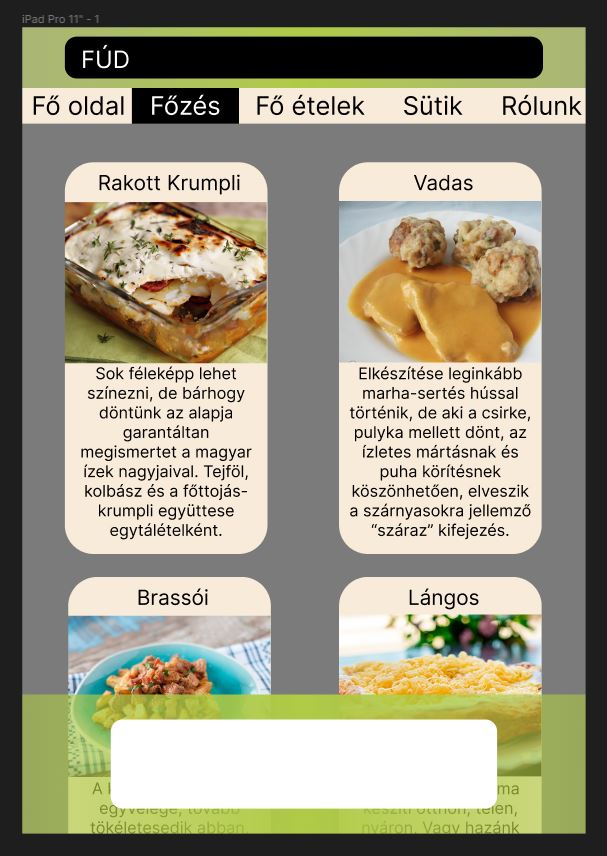 iPad Pro 11" - 1
FÚD
Fő oldal Főzés Fő ételek Sütik Rólunk
Rakott Krumpli
Sok féleképp lehet
színezni, de bárhogy
döntünk az alapja
garantáltan
megismertet a magyar
ízek nagyjaival. Tejföl,
kolbász és a főttojás-
krumpli együttese
egytálételként.
Vadas
Elkészítése leginkább
marha-sertés hússal
történik, de aki a csirke,
pulyka mellett dönt, az
ízletes mártásnak és
puha körítésnek
köszönhetően, elveszik
a szárnyasokra jellemző
“száraz” kifejezés.
Brassói
A
egyvelege, tovább
tökéletesedik abban,
Lángos
készíti otthon, télen,
nyáron. Vagy hazánk